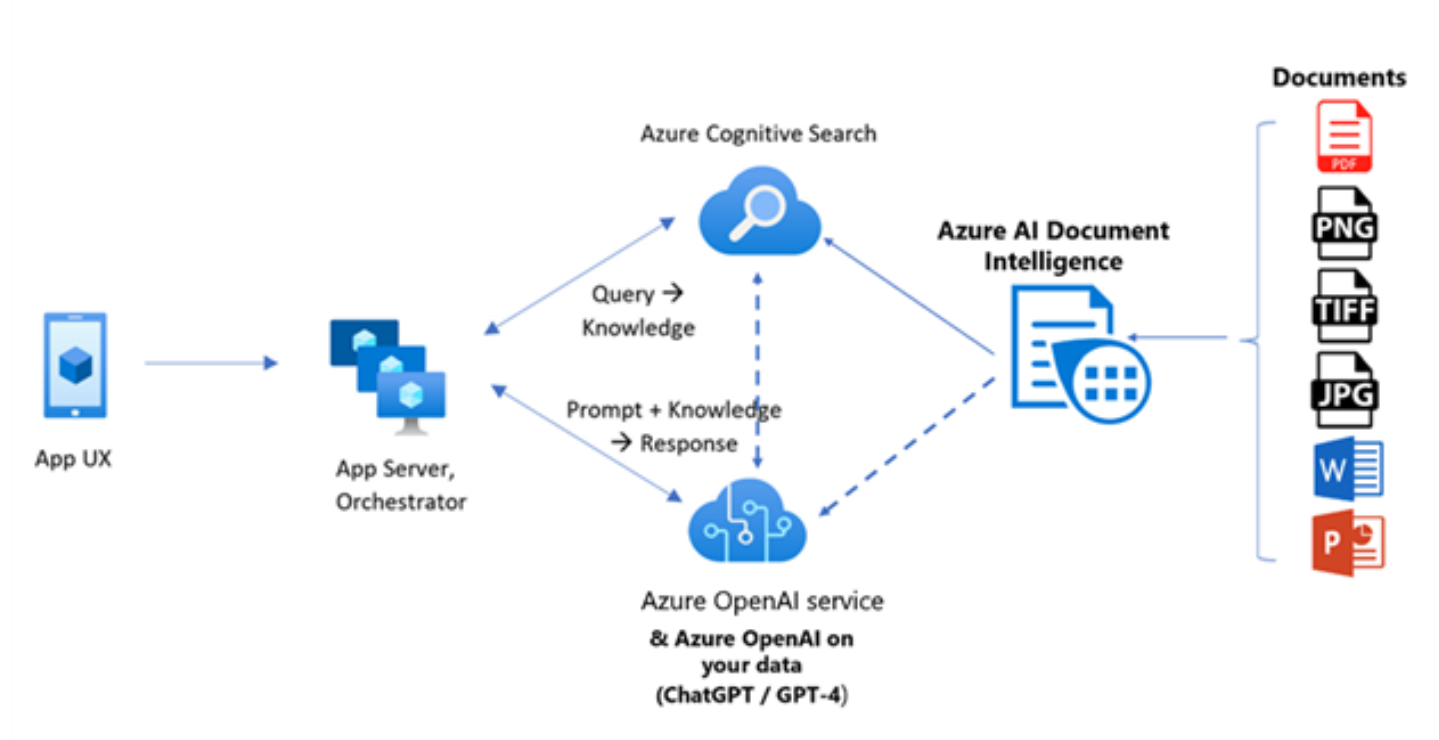 Documents
PDF
Azure Cognitive Search
PNG
Azure AI Document
Intelligence
Query →
Knowledge
TIFF
JPG
Prompt + Knowledge
→ Response
App UX
App Server,
Orchestrator
W
P
Azure OpenAI service
& Azure OpenAI on
your data
(ChatGPT / GPT-4)